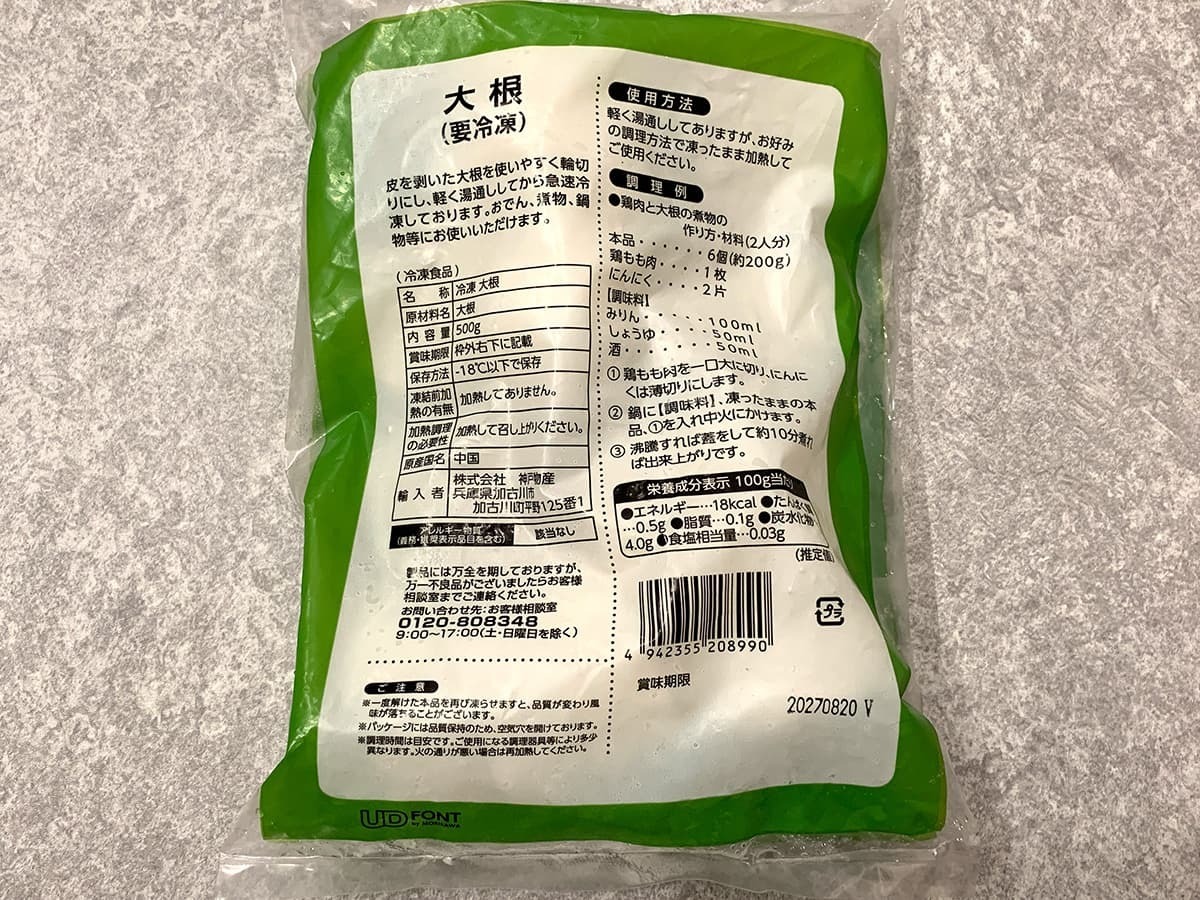 大根
(要冷凍)
皮を剥いた大根を使いやすく輪切
りにし、軽く湯通ししてから急速冷
凍しております。おでん、煮物、鍋
物等にお使いいただけます。
(冷凍食品)
名称 冷凍 大根
原材料名 大根
内容量 500g
賞味期限 枠外右下に記載
保存方法 -18℃以下で保存
凍結前加
熱の有無 加熱してありません。
加熱調理
の必要性 加熱して召し上がりください。
原産国名 中国
輸入者 株式会社 神戸物産
兵庫県加古川市
加古川町平野125番1
アレルギー物質
(義務・推奨表示品目を含む) 該当なし
製品には万全を期しておりますが、
万一不良品がございましたらお客様
相談室までご連絡ください。
お問い合わせ先:お客様相談室
0120-808348
9:00〜17:00(土・日曜日を除く)
ご注意
※一度解けた本品を再び凍らせますと、品質が変わり風
味が落ちることがございます。
※パッケージには品質保持のため、空気穴を開けております。
※調理時間は目安です。ご使用になる調理器具等により多少
異なります。火の通りが悪い場合は再加熱してください。
UD FONT
by MORISAWA
使用方法
軽く湯通ししてありますが、お好み
の調理方法で凍ったまま加熱して
ご使用ください。
調理例
●鶏肉と大根の煮物の
作り方・材料(2人分)
本品・・・・・・6個(約200g)
鶏もも肉・・・・1枚
にんにく・・・・2片
【調味料】
みりん・・・・・100ml
しょうゆ・・・・50ml
酒・・・・・・・50ml
① 鶏もも肉を一口大に切り、にんに
くは薄切りにします。
② 鍋に【調味料】、凍ったままの本
品、①を入れ中火にかけます。
③ 沸騰すれば蓋をして約10分煮れ
ば出来上がりです。
栄養成分表示 100g当たり
●エネルギー…18kcal ●たんぱく質
…0.5g ●脂質…0.1g ●炭水化物…
4.0g ●食塩相当量…0.03g
(推定値)
プラ
4 942355 208990
賞味期限
20270820 V